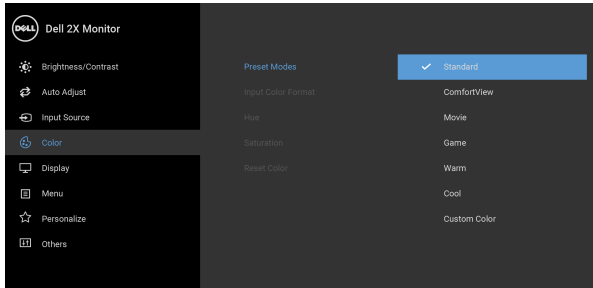 DELL
Dell 2X Monitor
Brightness/Contrast
Auto Adjust
Input Source
Color
Display
Menu
Personalize
Others
Preset Modes
Input Color Format
Hue
Saturation
Reset Color
Standard
ComfortView
Movie
Game
Warm
Cool
Custom Color